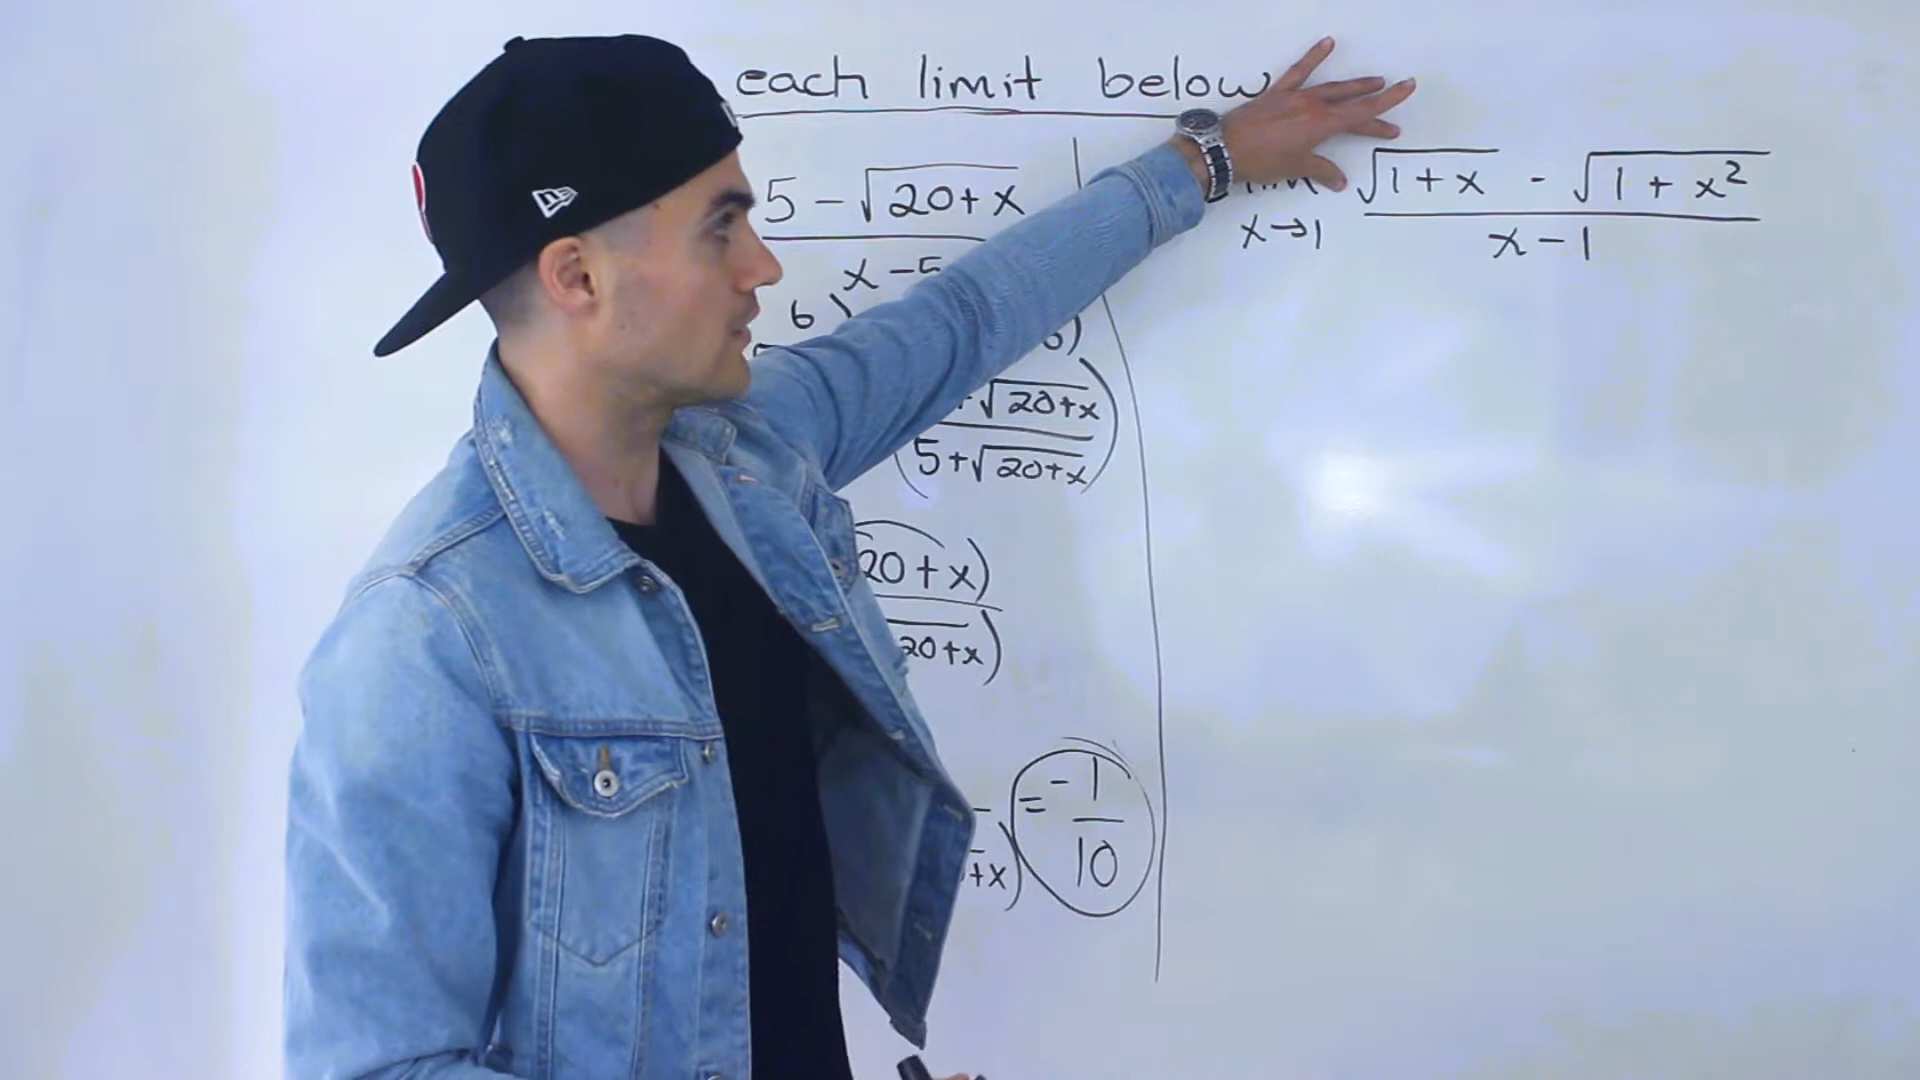 each limit below
5 - √20+x
x - 5
6)
5+√20+x
20+x)
20+x)
+x)
= -1
10
lim √1+x - √1+x²
x→1 x-1